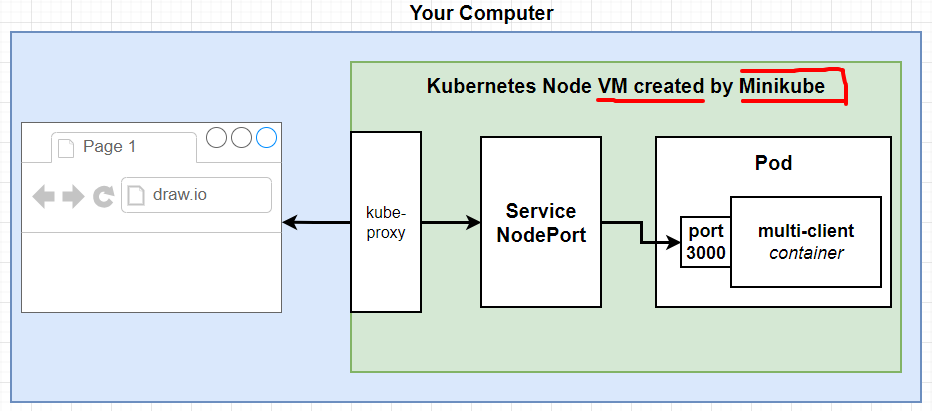 Your Computer
Kubernetes Node VM created by Minikube
Page 1
draw.io
kube-
proxy
Service
NodePort
Pod
port
3000
multi-client
container